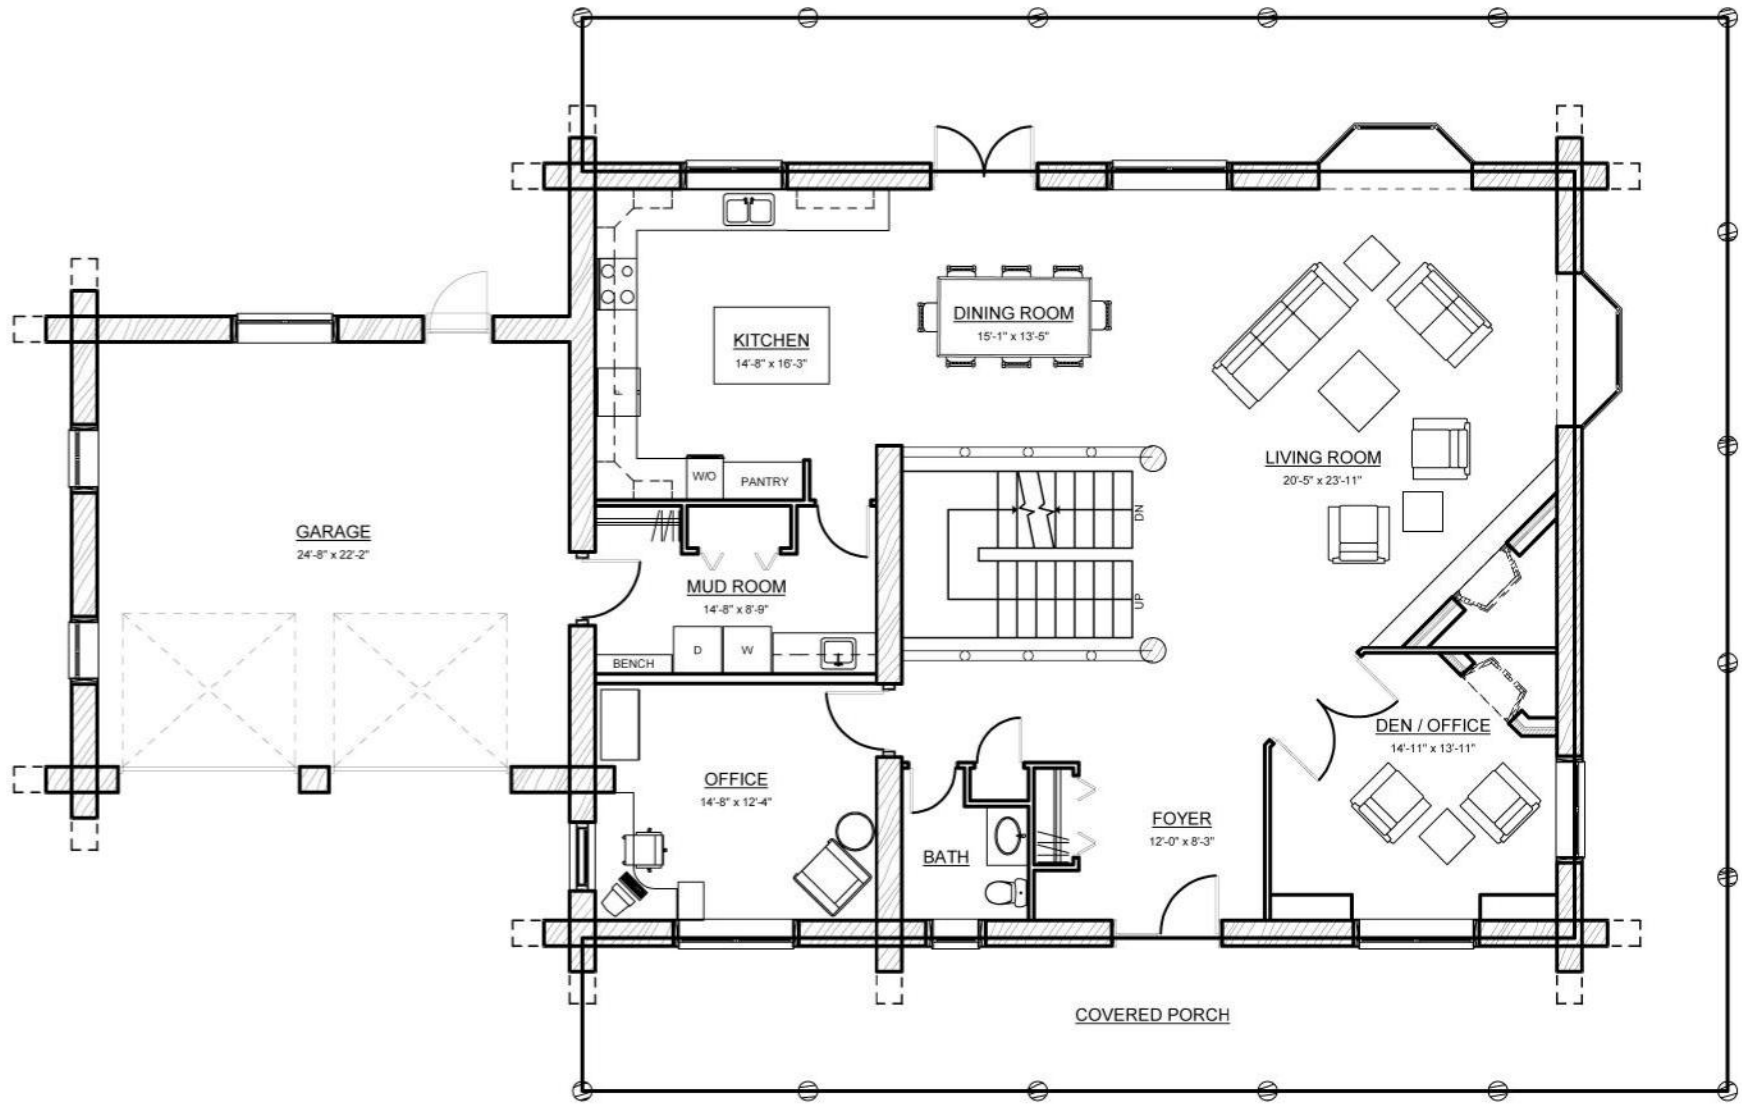 DINING ROOM
15'-1" x 13'-5"
KITCHEN
14'-8" x 16'-3"
F
LIVING ROOM
20'-5" x 23'-11"
W/O
PANTRY
DN
GARAGE
24'-8" x 22'-2"
MUD ROOM
14'-8" x 8'-9"
UP
D
W
BENCH
DEN / OFFICE
14'-11" x 13'-11"
OFFICE
14'-8" x 12'-4"
FOYER
12'-0" x 8'-3"
BATH
COVERED PORCH